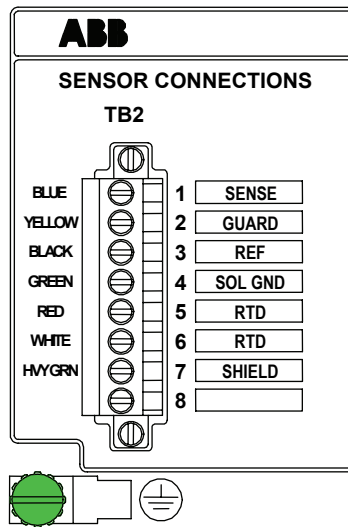 ABB
SENSOR CONNECTIONS
TB2
BLUE 1 SENSE
YELLOW 2 GUARD
BLACK 3 REF
GREEN 4 SOL GND
RED 5 RTD
WHITE 6 RTD
HVYGRN 7 SHIELD
8